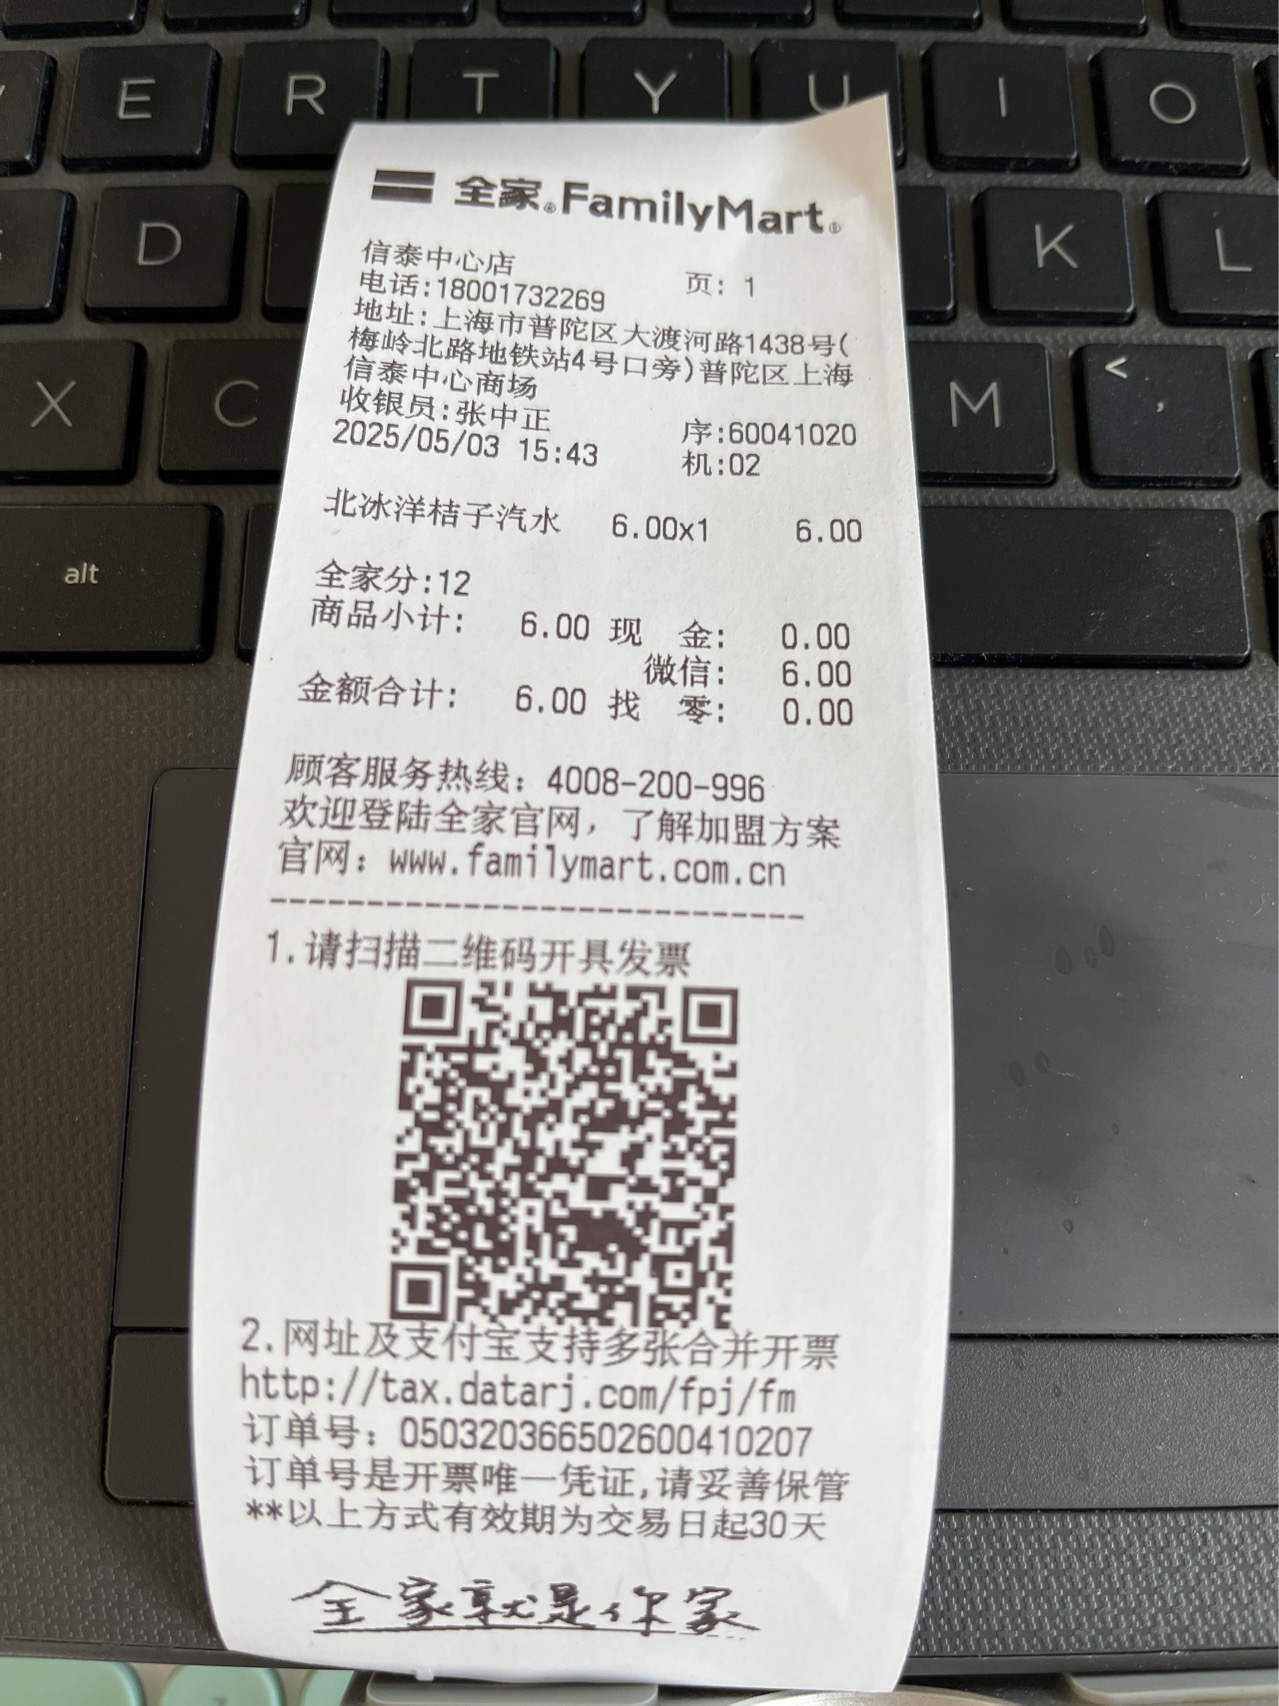 E R T Y U I O
全家®FamilyMart®
D K L
信泰中心店
页: 1
电话:18001732269
地址:上海市普陀区大渡河路1438号(
梅岭北路地铁站4号口旁)普陀区上海
信泰中心商场
X C M < ,
收银员:张中正 序:60041020
2025/05/03 15:43 机:02
北冰洋桔子汽水 6.00x1 6.00
alt
全家分:12
商品小计: 6.00 现 金: 0.00
微信: 6.00
金额合计: 6.00 找 零: 0.00
顾客服务热线: 4008-200-996
欢迎登陆全家官网，了解加盟方案
官网: www.familymart.com.cn
--------------------------------
1.请扫描二维码开具发票
2.网址及支付宝支持多张合并开票
http://tax.datarj.com/fpj/fm
订单号: 050320366502600410207
订单号是开票唯一凭证,请妥善保管
**以上方式有效期为交易日起30天
全家就是你家